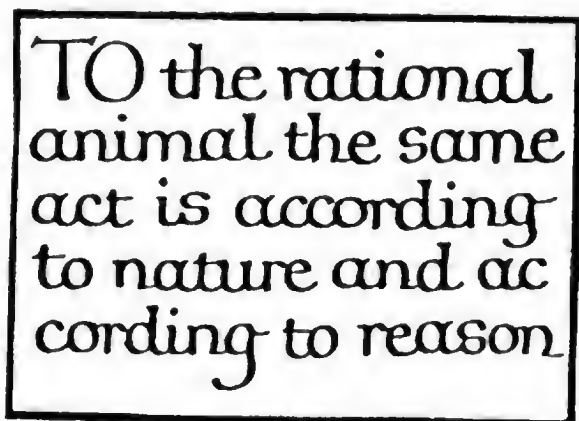 TO the rational
animal the same
act is according
to nature and ac
cording to reason